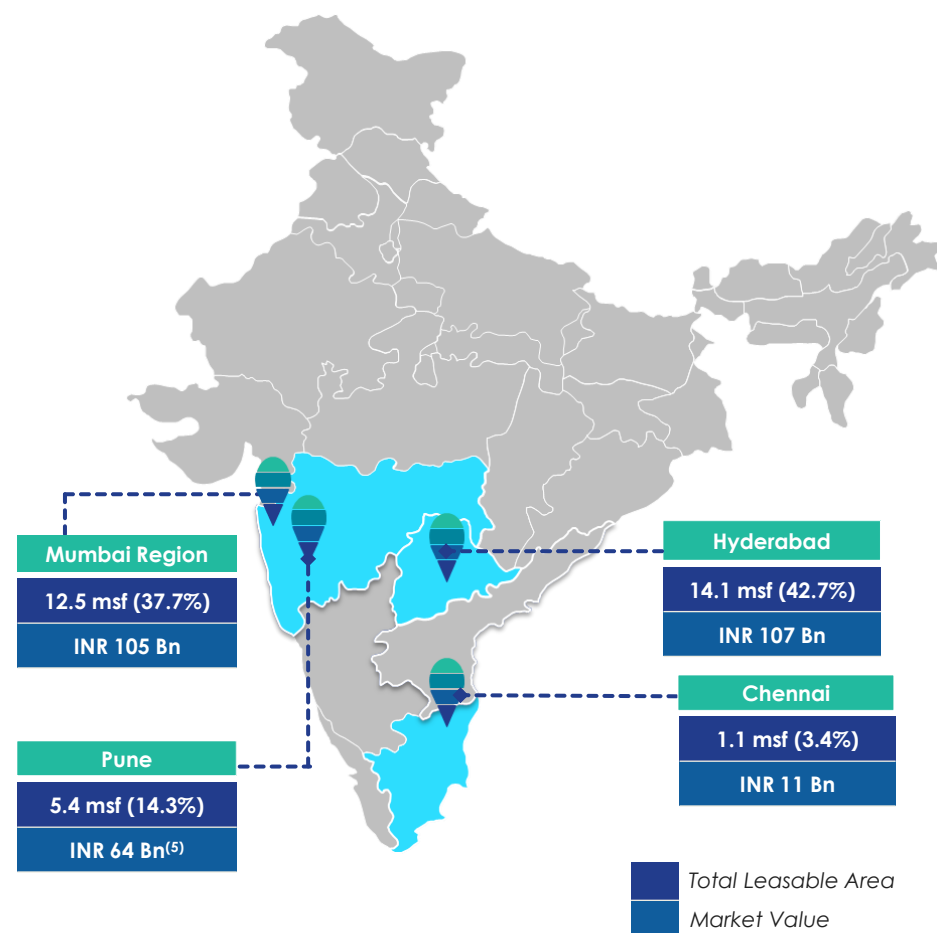 Mumbai Region
12.5 msf (37.7%)
INR 105 Bn
Pune
5.4 msf (14.3%)
INR 64 Bn(5)
Hyderabad
14.1 msf (42.7%)
INR 107 Bn
Chennai
1.1 msf (3.4%)
INR 11 Bn
Total Leasable Area
Market Value